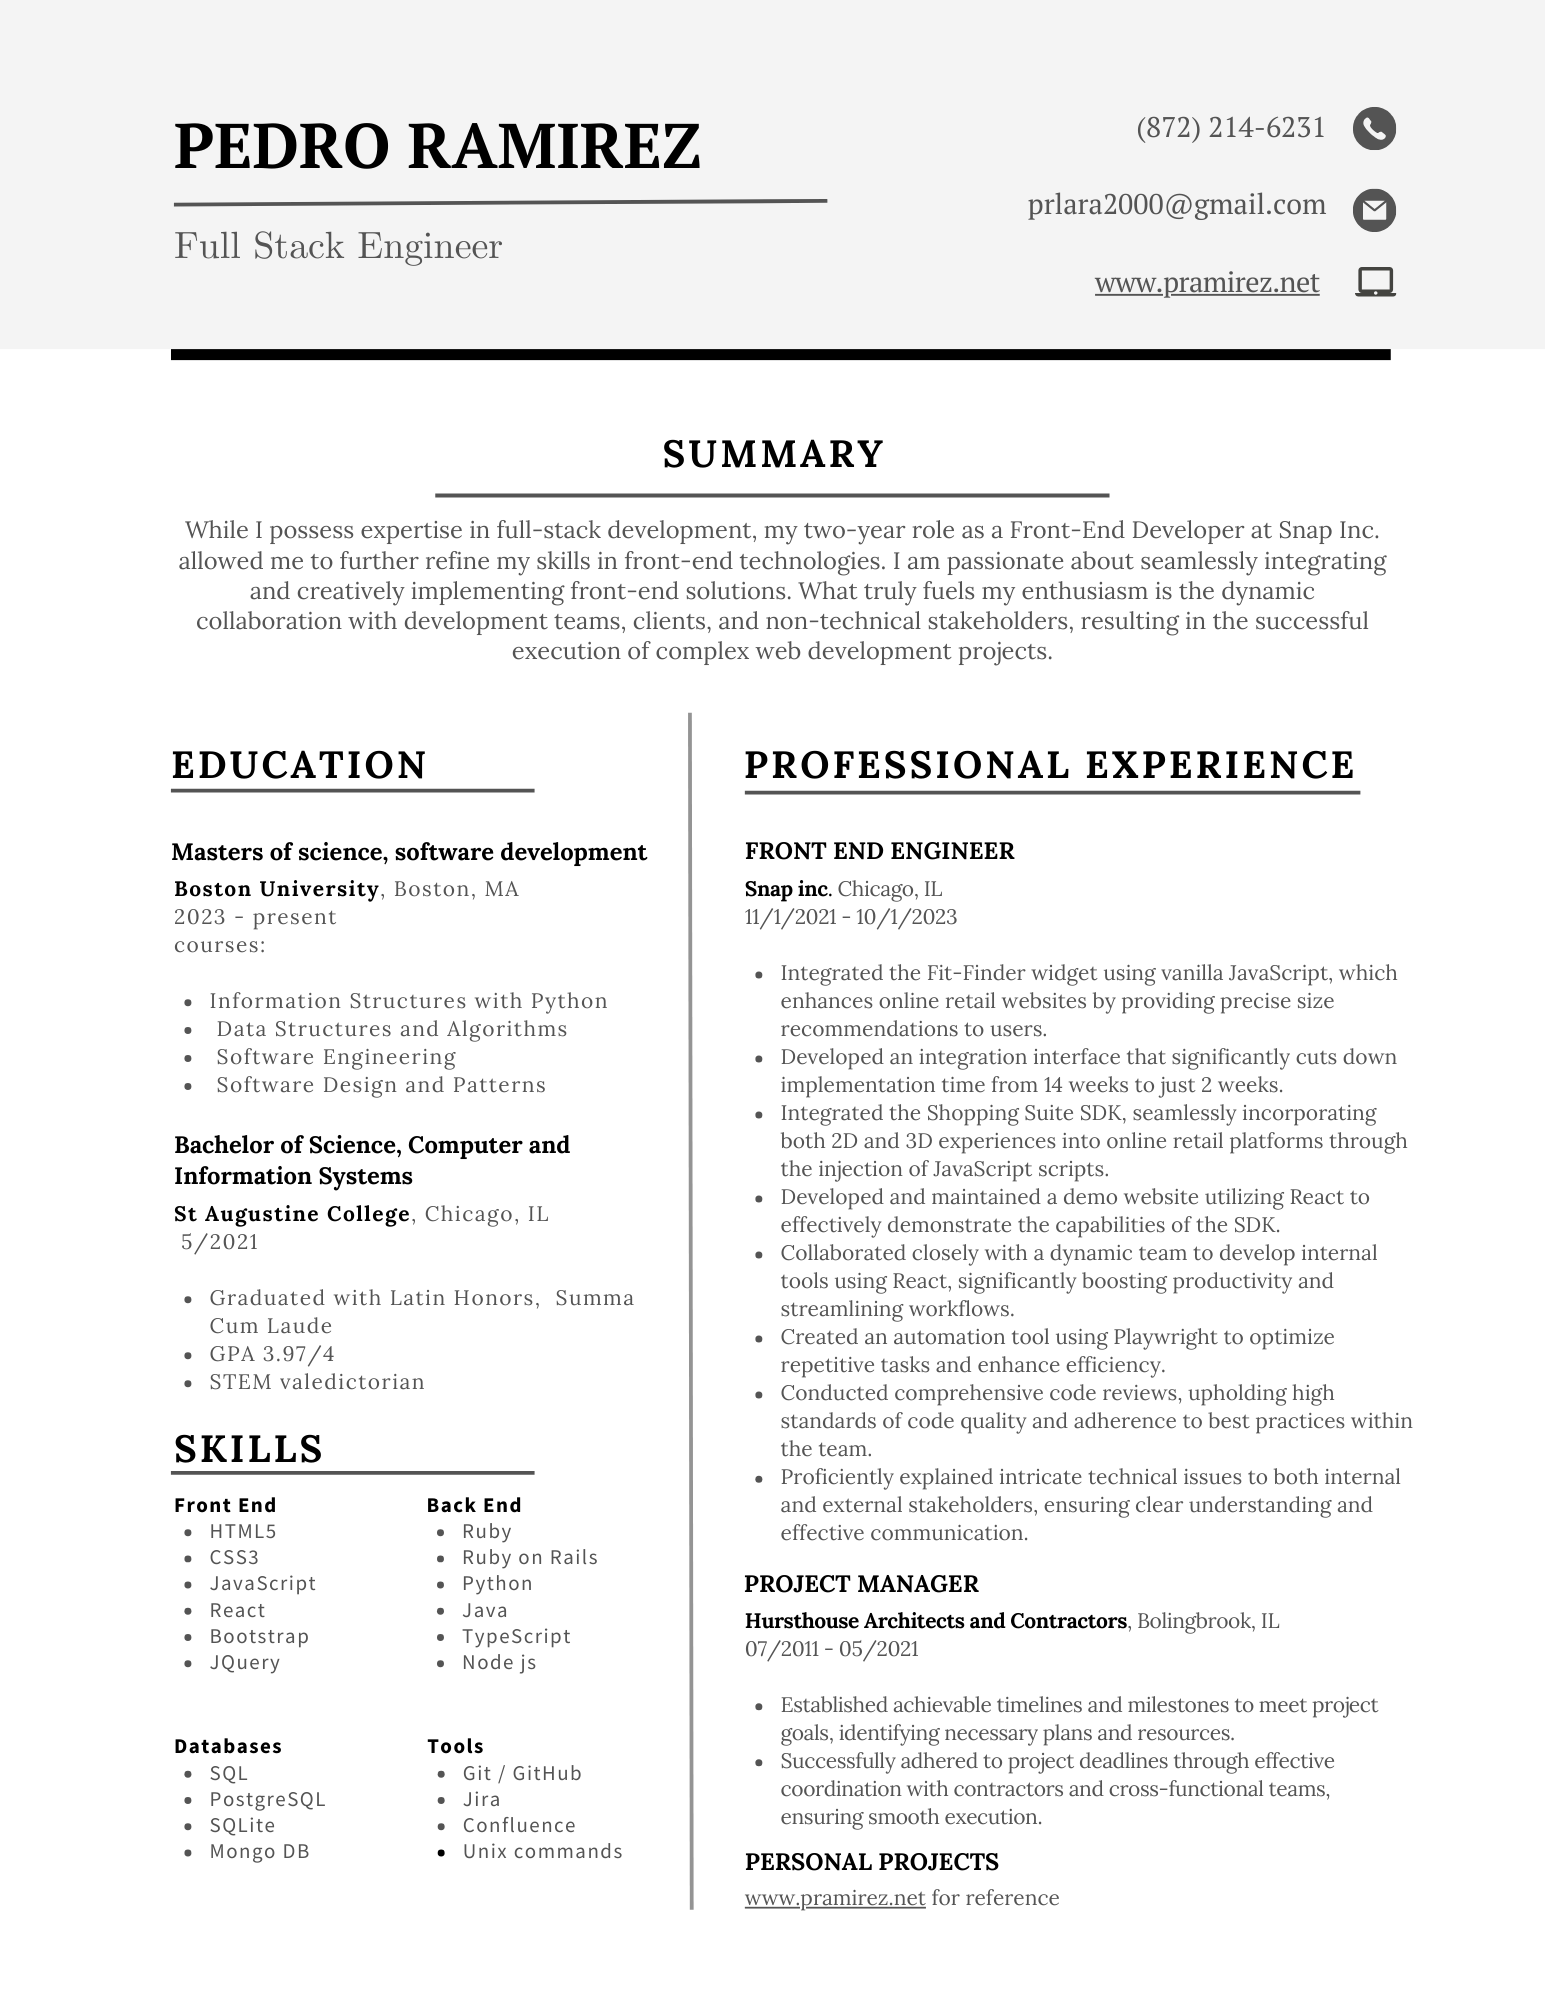 PEDRO RAMIREZ
Full Stack Engineer
(872) 214-6231
prlara2000@gmail.com
www.pramirez.net
SUMMARY
While I possess expertise in full-stack development, my two-year role as a Front-End Developer at Snap Inc.
allowed me to further refine my skills in front-end technologies. I am passionate about seamlessly integrating
and creatively implementing front-end solutions. What truly fuels my enthusiasm is the dynamic
collaboration with development teams, clients, and non-technical stakeholders, resulting in the successful
execution of complex web development projects.
EDUCATION
Masters of science, software development
Boston University, Boston, MA
2023 - present
courses:
• Information Structures with Python
• Data Structures and Algorithms
• Software Engineering
• Software Design and Patterns
Bachelor of Science, Computer and
Information Systems
St Augustine College, Chicago, IL
5/2021
• Graduated with Latin Honors, Summa
Cum Laude
• GPA 3.97/4
• STEM valedictorian
SKILLS
Front End
• HTML5
• CSS3
• JavaScript
• React
• Bootstrap
• JQuery
Back End
• Ruby
• Ruby on Rails
• Python
• Java
• TypeScript
• Node js
Databases
• SQL
• PostgreSQL
• SQLite
• Mongo DB
Tools
• Git / GitHub
• Jira
• Confluence
• Unix commands
PROFESSIONAL EXPERIENCE
FRONT END ENGINEER
Snap inc. Chicago, IL
11/1/2021 - 10/1/2023
• Integrated the Fit-Finder widget using vanilla JavaScript, which
enhances online retail websites by providing precise size
recommendations to users.
• Developed an integration interface that significantly cuts down
implementation time from 14 weeks to just 2 weeks.
• Integrated the Shopping Suite SDK, seamlessly incorporating
both 2D and 3D experiences into online retail platforms through
the injection of JavaScript scripts.
• Developed and maintained a demo website utilizing React to
effectively demonstrate the capabilities of the SDK.
• Collaborated closely with a dynamic team to develop internal
tools using React, significantly boosting productivity and
streamlining workflows.
• Created an automation tool using Playwright to optimize
repetitive tasks and enhance efficiency.
• Conducted comprehensive code reviews, upholding high
standards of code quality and adherence to best practices within
the team.
• Proficiently explained intricate technical issues to both internal
and external stakeholders, ensuring clear understanding and
effective communication.
PROJECT MANAGER
Hursthouse Architects and Contractors, Bolingbrook, IL
07/2011 - 05/2021
• Established achievable timelines and milestones to meet project
goals, identifying necessary plans and resources.
• Successfully adhered to project deadlines through effective
coordination with contractors and cross-functional teams,
ensuring smooth execution.
PERSONAL PROJECTS
www.pramirez.net for reference